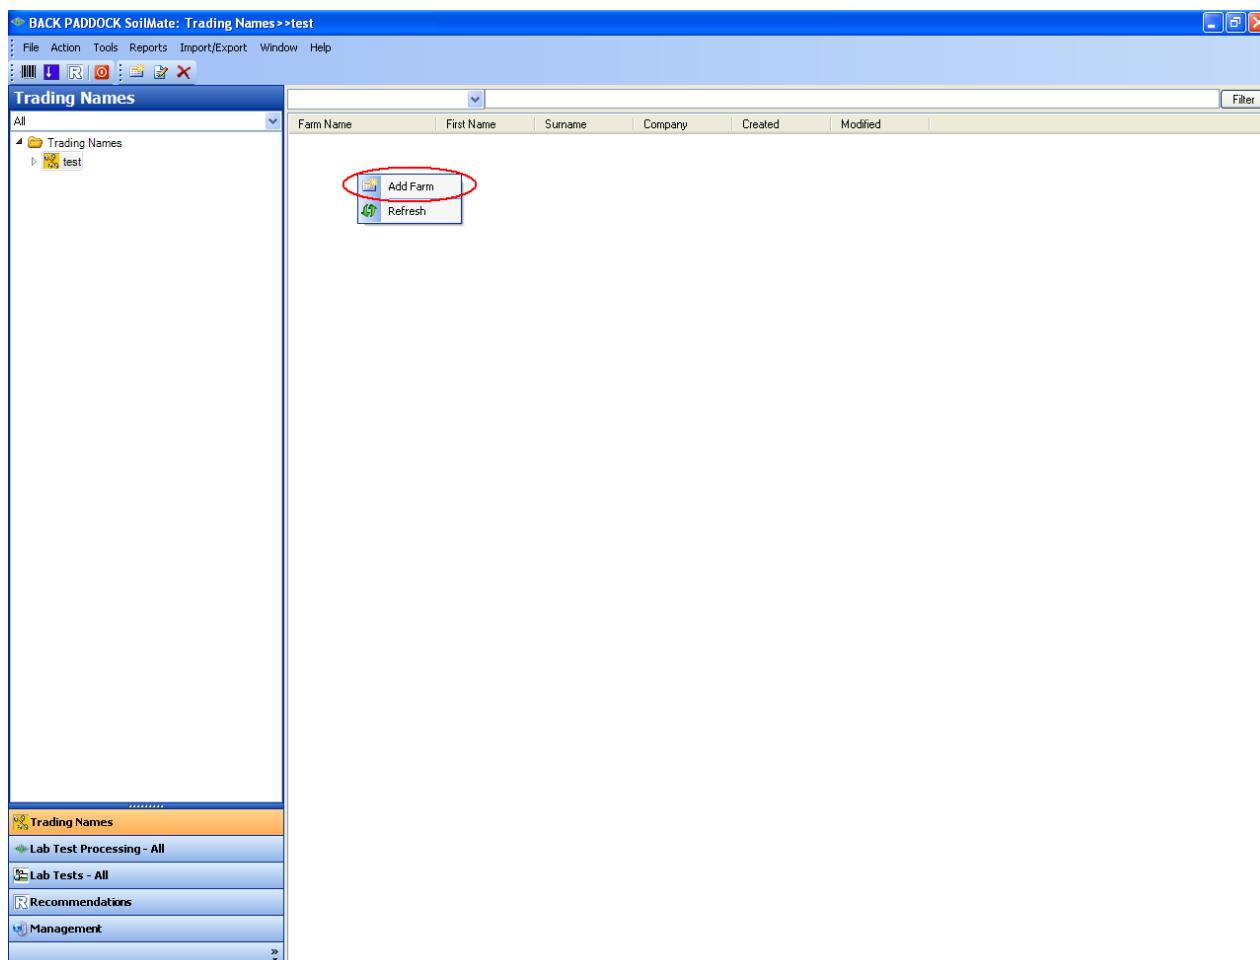 BACK PADDOCK SoilMate: Trading Names>>test
File Action Tools Reports Import/Export Window Help
R
Trading Names
Filter
All
Farm Name First Name Surname Company Created Modified
Trading Names
test
Add Farm
Refresh
Trading Names
Lab Test Processing - All
Lab Tests - All
R Recommendations
Management
»